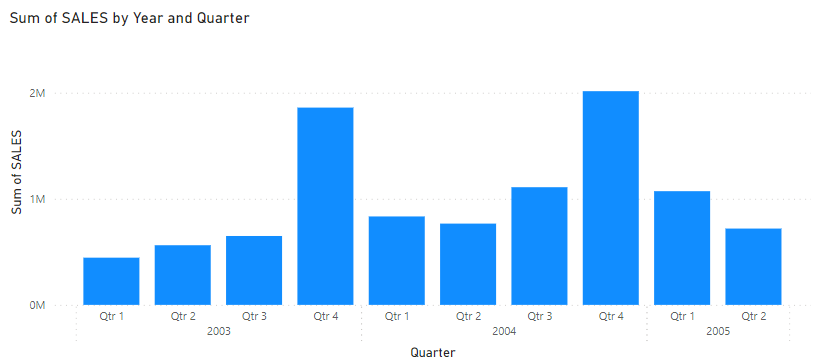 Sum of SALES by Year and Quarter
Sum of SALES
2M
1M
0M
Qtr 1 Qtr 2 Qtr 3 Qtr 4 Qtr 1 Qtr 2 Qtr 3 Qtr 4 Qtr 1 Qtr 2
2003 2004 2005
Quarter